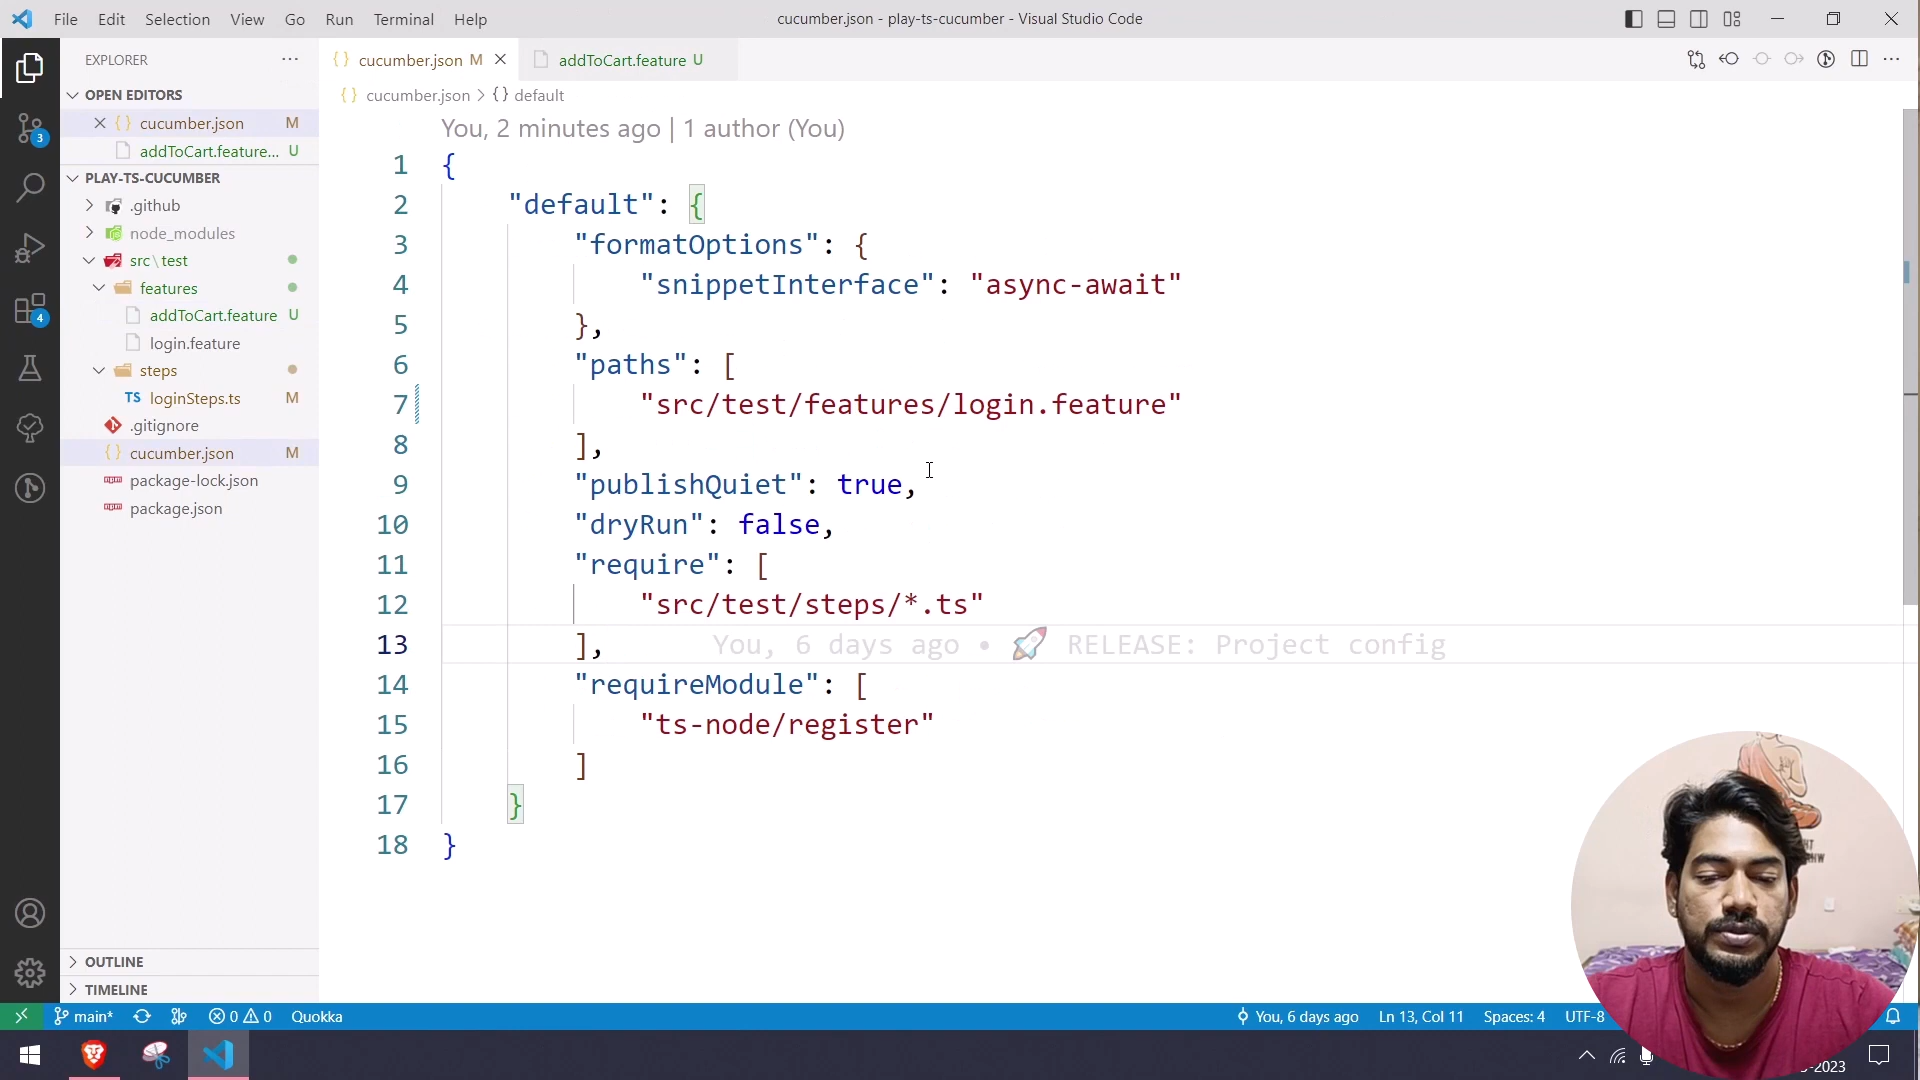 File Edit Selection View Go Run Terminal Help
cucumber.json - play-ts-cucumber - Visual Studio Code
EXPLORER
cucumber.json M
addToCart.feature U
OPEN EDITORS
cucumber.json M
addToCart.feature... U
PLAY-TS-CUCUMBER
.github
node_modules
src\test
features
addToCart.feature U
login.feature
steps
TS loginSteps.ts M
.gitignore
cucumber.json M
package-lock.json
package.json
OUTLINE
TIMELINE
3
4
cucumber.json > {} default
You, 2 minutes ago | 1 author (You)
1 {
2 "default": {
3 "formatOptions": {
4 "snippetInterface": "async-await"
5 },
6 "paths": [
7 "src/test/features/login.feature"
8 ],
9 "publishQuiet": true,
10 "dryRun": false,
11 "require": [
12 "src/test/steps/*.ts"
13 ], You, 6 days ago • 🚀 RELEASE: Project config
14 "requireModule": [
15 "ts-node/register"
16 ]
17 }
18 }
main* 0 0 Quokka
You, 6 days ago Ln 13, Col 11 Spaces: 4 UTF-8
-2023